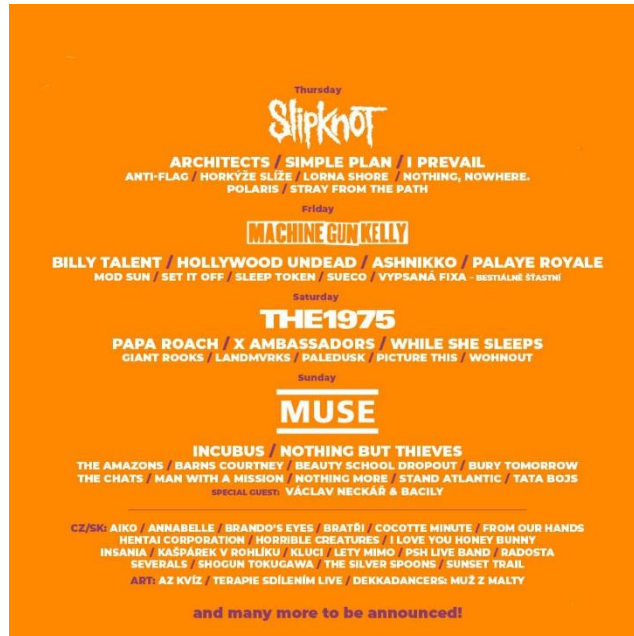 Thursday
SlipKnoT
ARCHITECTS / SIMPLE PLAN / I PREVAIL
ANTI-FLAG / HORKÝŽE SLÍŽE / LORNA SHORE / NOTHING, NOWHERE.
POLARIS / STRAY FROM THE PATH
Friday
MACHINE GUN KELLY
BILLY TALENT / HOLLYWOOD UNDEAD / ASHNIKKO / PALAYE ROYALE
MOD SUN / SET IT OFF / SLEEP TOKEN / SUECO / VYPSANÁ FIXA – BESTIÁLNĚ ŠŤASTNÍ
Saturday
THE1975
PAPA ROACH / X AMBASSADORS / WHILE SHE SLEEPS
GIANT ROOKS / LANDMVRKS / PALEDUSK / PICTURE THIS / WOHNOUT
Sunday
MUSE
INCUBUS / NOTHING BUT THIEVES
THE AMAZONS / BARNS COURTNEY / BEAUTY SCHOOL DROPOUT / BURY TOMORROW
THE CHATS / MAN WITH A MISSION / NOTHING MORE / STAND ATLANTIC / TATA BOJS
SPECIAL GUEST: VÁCLAV NECKÁŘ & BACILY
CZ/SK: AIKO / ANNABELLE / BRANDO'S EYES / BRATŘI / COCOTTE MINUTE / FROM OUR HANDS
HENTAI CORPORATION / HORRIBLE CREATURES / I LOVE YOU HONEY BUNNY
INSANIA / KAŠPÁREK V ROHLÍKU / KLUCI / LETY MIMO / PSH LIVE BAND / RADOSTA
SEVERALS / SHOGUN TOKUGAWA / THE SILVER SPOONS / SUNSET TRAIL
ART: AZ KVÍZ / TERAPIE SDÍLENÍM LIVE / DEKKADANCERS: MUŽ Z MALTY
and many more to be announced!